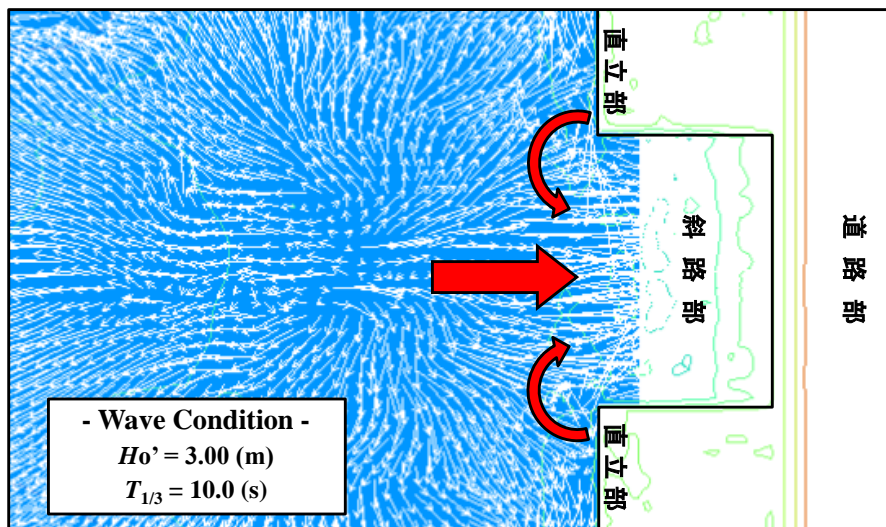 直立部
斜路部
道路部
直立部
- Wave Condition -
Ho’ = 3.00 (m)
T1/3 = 10.0 (s)